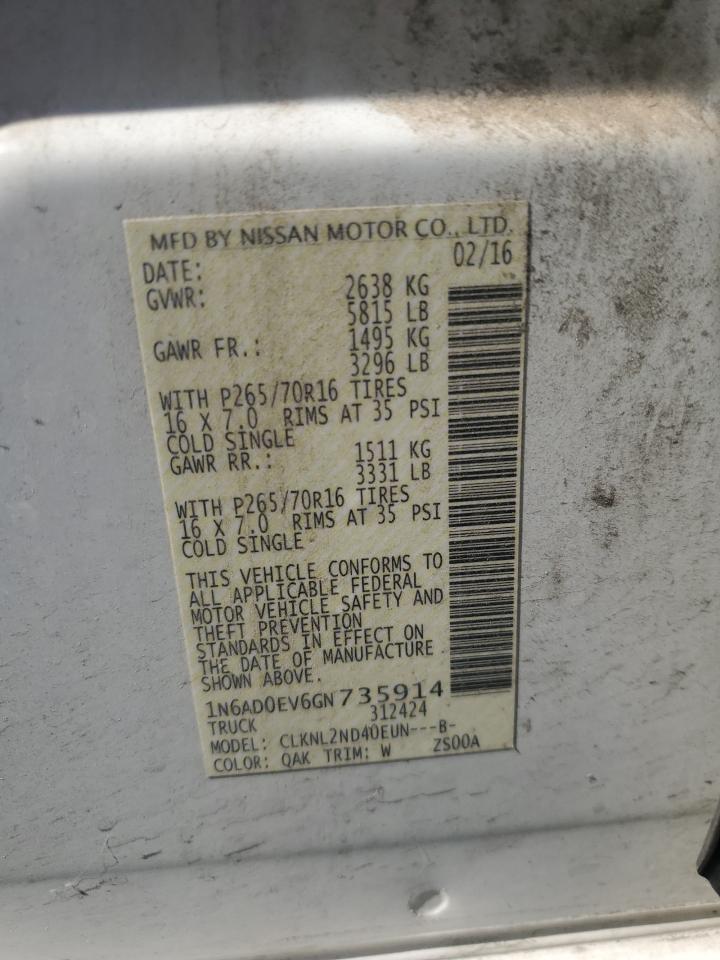 MFD BY NISSAN MOTOR CO., LTD.
DATE: 02/16
GVWR: 2638 KG
5815 LB
GAWR FR.: 1495 KG
3296 LB
WITH P265/70R16 TIRES
16 X 7.0 RIMS AT 35 PSI
COLD SINGLE
GAWR RR.: 1511 KG
3331 LB
WITH P265/70R16 TIRES
16 X 7.0 RIMS AT 35 PSI
COLD SINGLE
THIS VEHICLE CONFORMS TO
ALL APPLICABLE FEDERAL
MOTOR VEHICLE SAFETY AND
THEFT PREVENTION
STANDARDS IN EFFECT ON
THE DATE OF MANUFACTURE
SHOWN ABOVE.
1N6AD0EV6GN735914
TRUCK 312424
MODEL: CLKNL2ND40EUN---B-
COLOR: QAK TRIM: W ZS00A